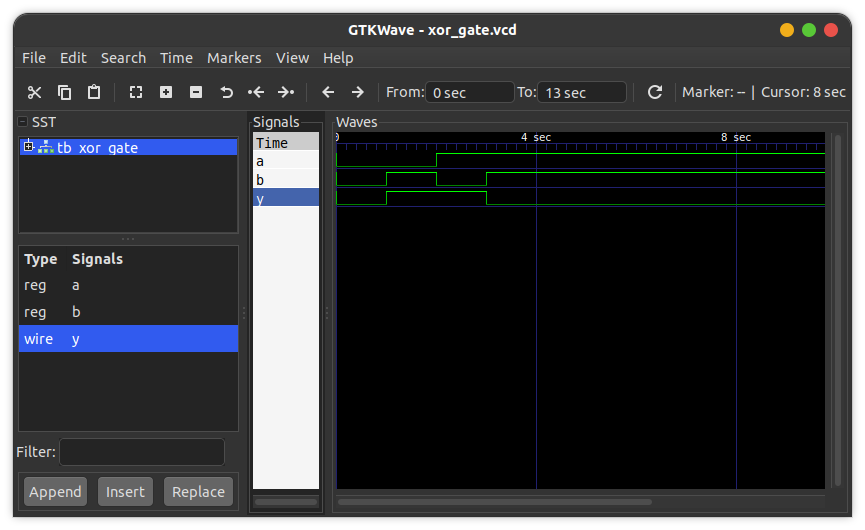 GTKWave - xor_gate.vcd
File Edit Search Time Markers View Help
From: 0 sec To: 13 sec Marker: -- | Cursor: 8 sec
SST
tb_xor_gate
Type Signals
reg a
reg b
wire y
Filter:
Append Insert Replace
Signals
Time
a
b
y
Waves
0 4 sec 8 sec